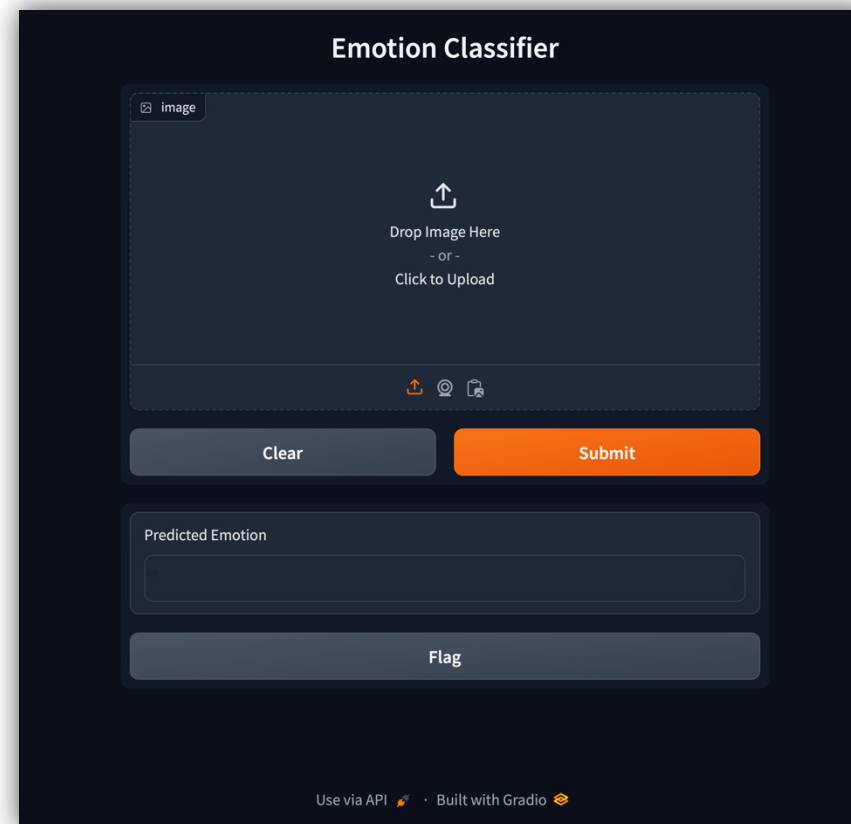 Emotion Classifier
image
Drop Image Here
- or -
Click to Upload
Clear
Submit
Predicted Emotion
Flag
Use via API · Built with Gradio